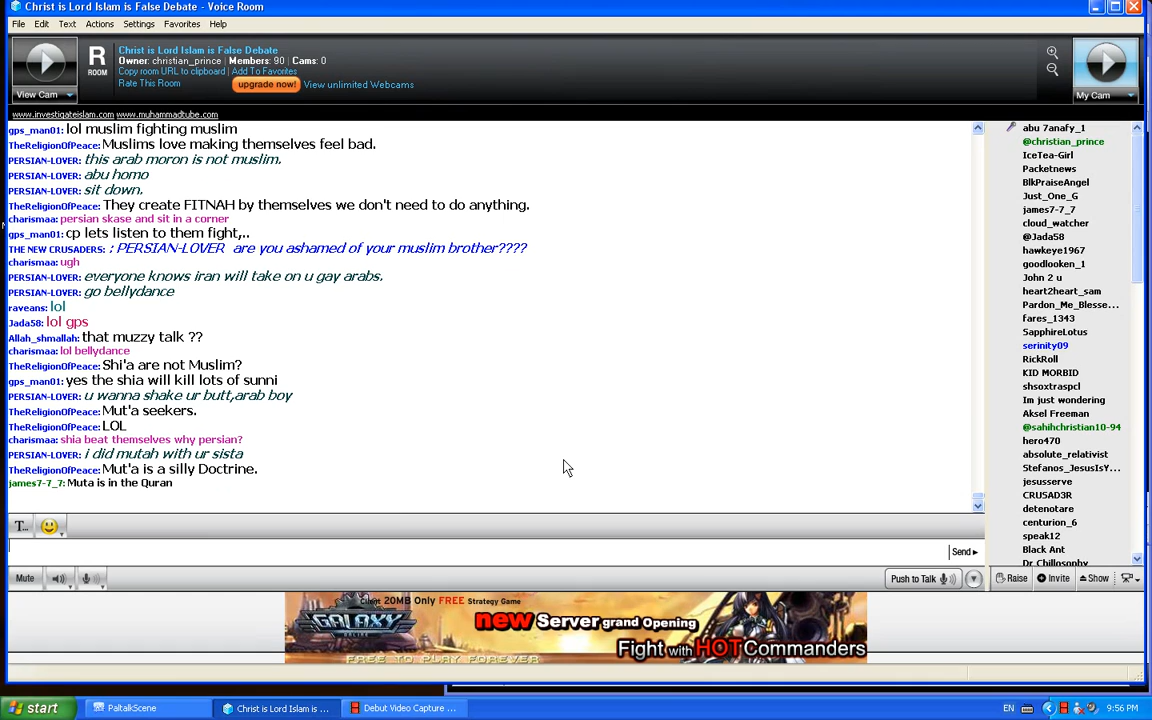 Christ is Lord Islam is False Debate - Voice Room
File Edit Text Actions Settings Favorites Help
View Cam
R ROOM
Christ is Lord Islam is False Debate
Owner: christian_prince | Members: 90 | Cams: 0
Copy room URL to clipboard | Add To Favorites
Rate This Room
upgrade now! View unlimited Webcams
My Cam
www.investigateislam.com www.muhammadtube.com
gps_man01: lol muslim fighting muslim
TheReligionOfPeace: Muslims love making themselves feel bad.
PERSIAN-LOVER: this arab moron is not muslim.
PERSIAN-LOVER: abu homo
PERSIAN-LOVER: sit down.
TheReligionOfPeace: They create FITNAH by themselves we don't need to do anything.
charismaa: persian skase and sit in a corner
gps_man01: cp lets listen to them fight,..
THE NEW CRUSADERS: : PERSIAN-LOVER are you ashamed of your muslim brother????
charismaa: ugh
PERSIAN-LOVER: everyone knows iran will take on u gay arabs.
PERSIAN-LOVER: go bellydance
raveans: lol
Jada58: lol gps
Allah_shmallah: that muzzy talk ??
charismaa: lol bellydance
TheReligionOfPeace: Shi'a are not Muslim?
gps_man01: yes the shia will kill lots of sunni
PERSIAN-LOVER: u wanna shake ur butt,arab boy
TheReligionOfPeace: Mut'a seekers.
TheReligionOfPeace: LOL
charismaa: shia beat themselves why persian?
PERSIAN-LOVER: i did mutah with ur sista
TheReligionOfPeace: Mut'a is a silly Doctrine.
james7-7_7: Muta is in the Quran
abu 7anafy_1
@christian_prince
IceTea-Girl
Packetnews
BlkPraiseAngel
Just_One_G
james7-7_7
cloud_watcher
@Jada58
hawkeye1967
goodlooken_1
John 2 u
heart2heart_sam
Pardon_Me_Blesse...
fares_1343
SapphireLotus
serinity09
RickRoll
KID MORBID
shsoxtraspcl
Im just wondering
Aksel Freeman
@sahihchristian10-94
hero470
absolute_relativist
Stefanos_JesusIsY...
jesusserve
CRUSAD3R
detenotare
centurion_6
speak12
Black Ant
Dr Chillosophy
T...
Send
Mute
Push to Talk
Raise Invite Show
Client 20MB Only FREE Strategy Game
GALAXY ONLINE
new Server grand Opening
Fight with HOT Commanders
FREE TO PLAY FOREVER
start PaltalkScene Christ is Lord Islam is ... Debut Video Capture ... EN 9:56 PM